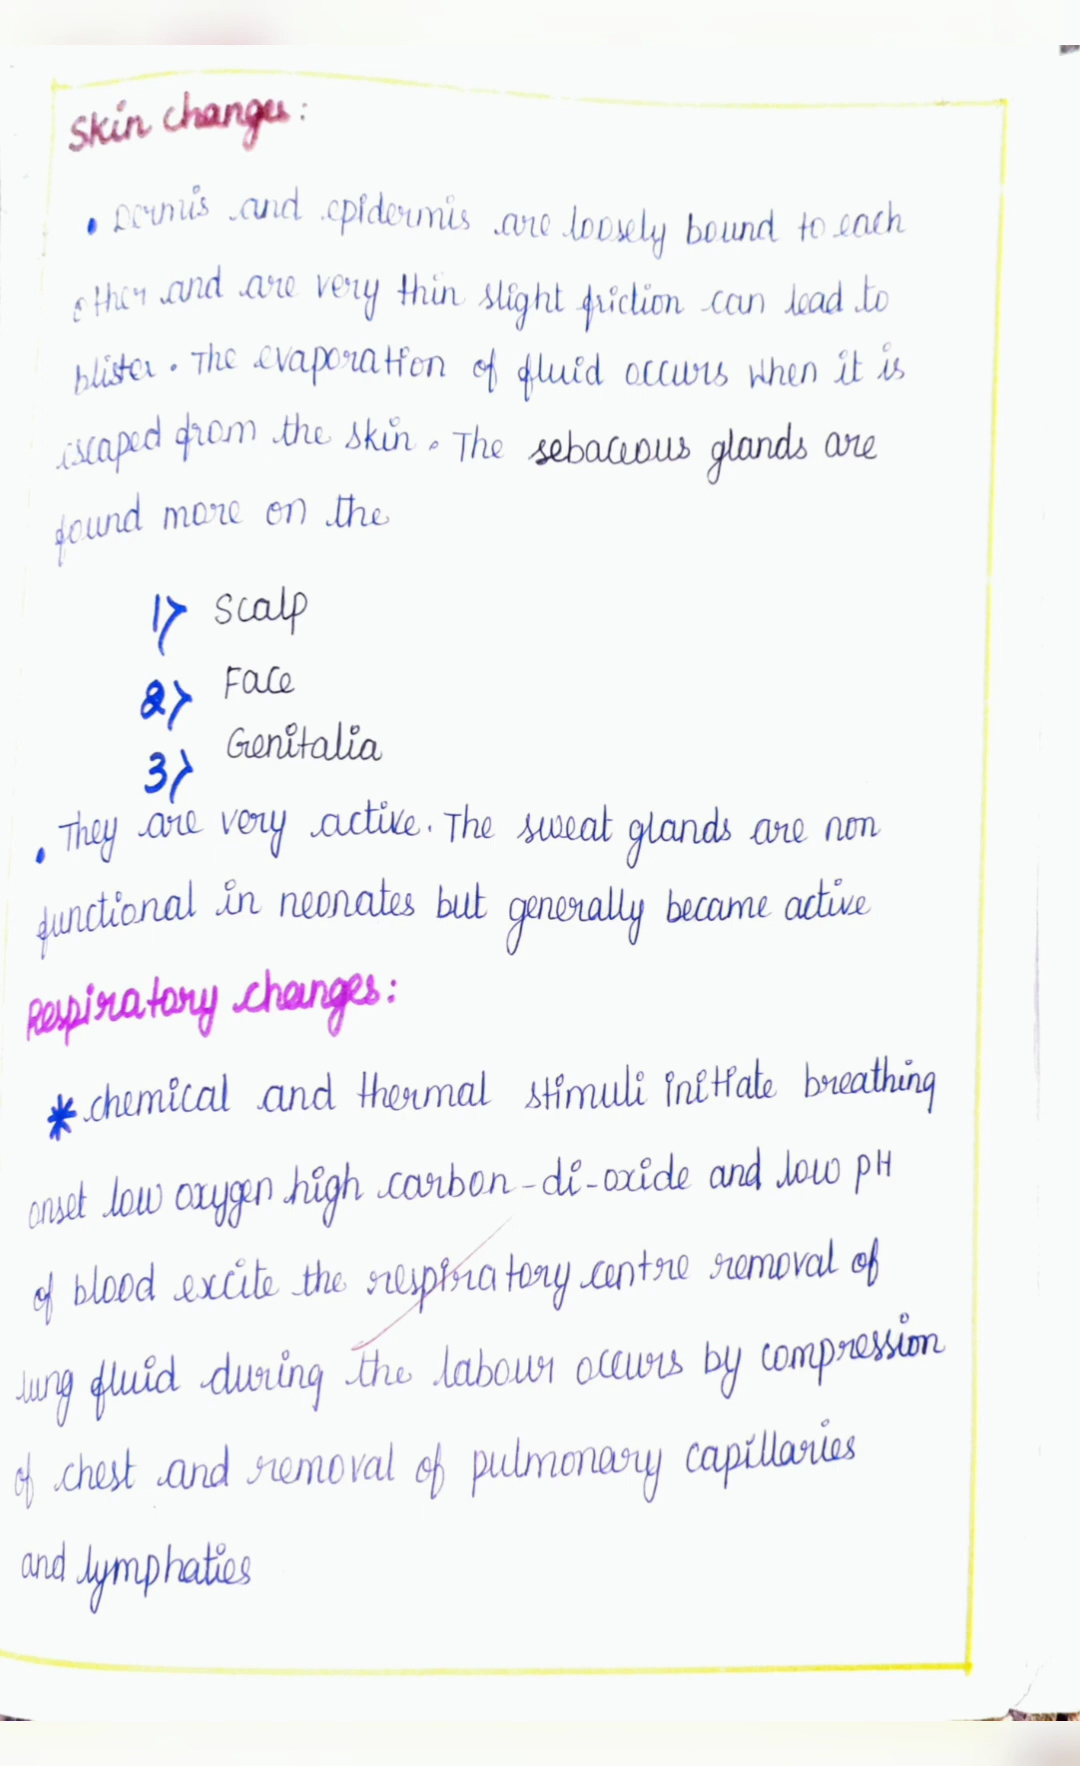 Skin changes:
• Dermis and epidermis are loosely bound to each
other and are very thin slight friction can lead to
blister. The evaporation of fluid occurs when it is
escaped from the skin. The sebaceous glands are
found more on the
1) Scalp
2) Face
3) Genitalia
• They are very active. The sweat glands are non
functional in neonates but generally became active
Respiratory changes:
* chemical and thermal stimuli initiate breathing
onset low oxygen high carbon-di-oxide and low pH
of blood excite the respiratory centre removal of
lung fluid during the labour occurs by compression
of chest and removal of pulmonary capillaries
and lymphaties